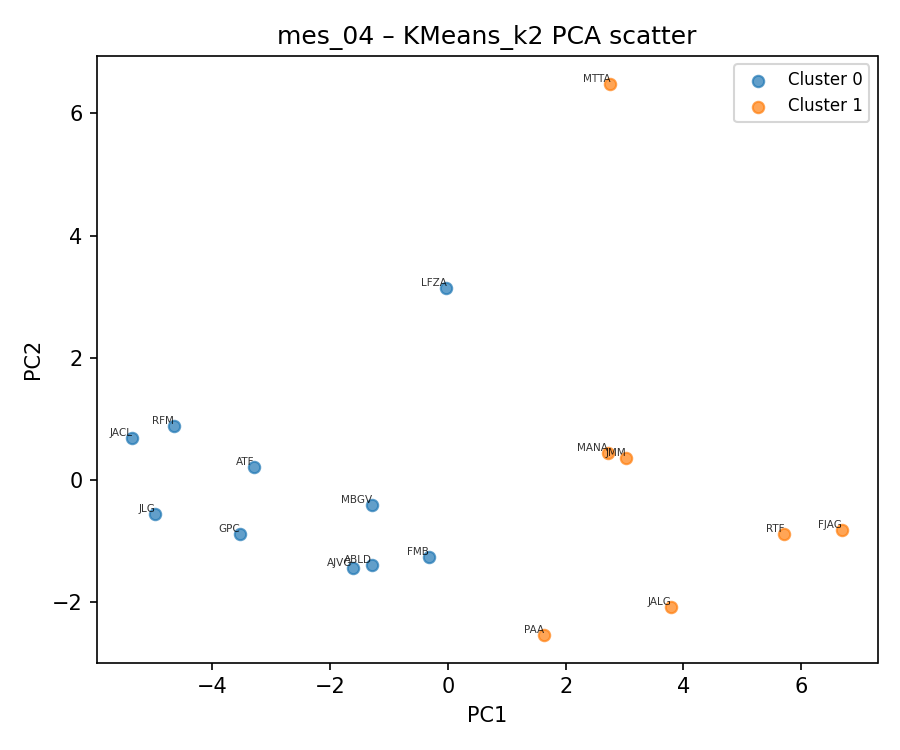 mes_04 – KMeans_k2 PCA scatter
MTTA
Cluster 0
Cluster 1
6
4
LFZA
PC2
2
RFM
JACL
ATF
MANA
JMM
0
MBGV
JLG
GPC
FMB
ABLD
AJVG
RTF
FJAG
JALG
−2
PAA
−4
−2
0
2
4
6
PC1